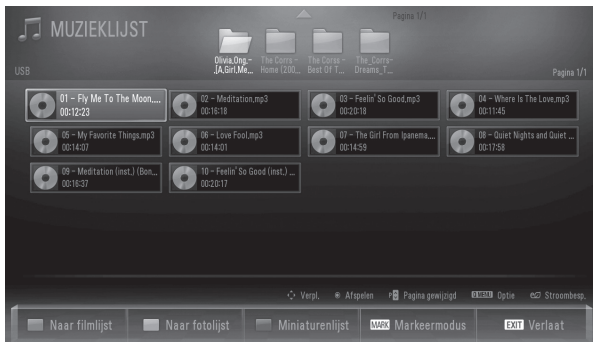 MUZIEKLIJST
Pagina 1/1
Olivia,Ong,-
.[A,Girl,Me...
The Corrs -
Home (200...
The Corss -
Best Of T...
The_Corrs-
Dreams_T...
USB
Pagina 1/1
01 - Fly Me To The Moon,...
00:12:23
02 - Meditation,mp3
00:16:18
03 - Feelin' So Good,mp3
00:20:18
04 - Where Is The Love,mp3
00:11:45
05 - My Favorite Things,mp3
00:14:07
06 - Love Fool,mp3
00:14:01
07 - The Girl From Ipanema,...
00:14:59
08 - Quiet Nights and Quiet ...
00:17:58
09 - Meditation (inst,) (Bon...
00:16:37
10 - Feelin' So Good (inst,) ...
00:20:17
Verpl. Afspelen P Pagina gewijzigd Q.MENU Optie Stroombesp.
Naar filmlijst Naar fotolijst Miniaturenlijst MARK Markeermodus EXIT Verlaat